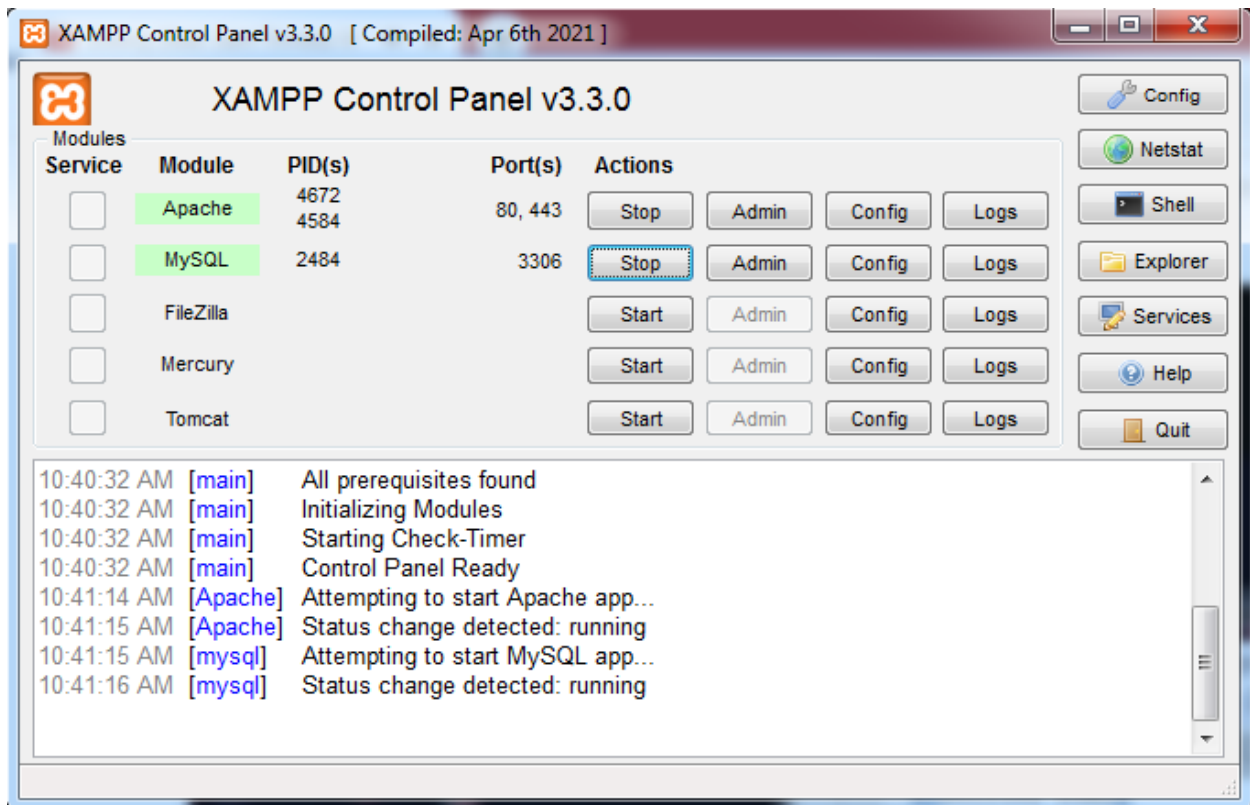 XAMPP Control Panel v3.3.0 [ Compiled: Apr 6th 2021 ]
XAMPP Control Panel v3.3.0
Config
Modules
Service Module PID(s) Port(s) Actions
Netstat
Apache 4672 4584 80, 443 Stop Admin Config Logs
Shell
MySQL 2484 3306 Stop Admin Config Logs
Explorer
FileZilla Start Admin Config Logs
Services
Mercury Start Admin Config Logs
Help
Tomcat Start Admin Config Logs
Quit
10:40:32 AM [main] All prerequisites found
10:40:32 AM [main] Initializing Modules
10:40:32 AM [main] Starting Check-Timer
10:40:32 AM [main] Control Panel Ready
10:41:14 AM [Apache] Attempting to start Apache app...
10:41:15 AM [Apache] Status change detected: running
10:41:15 AM [mysql] Attempting to start MySQL app...
10:41:16 AM [mysql] Status change detected: running